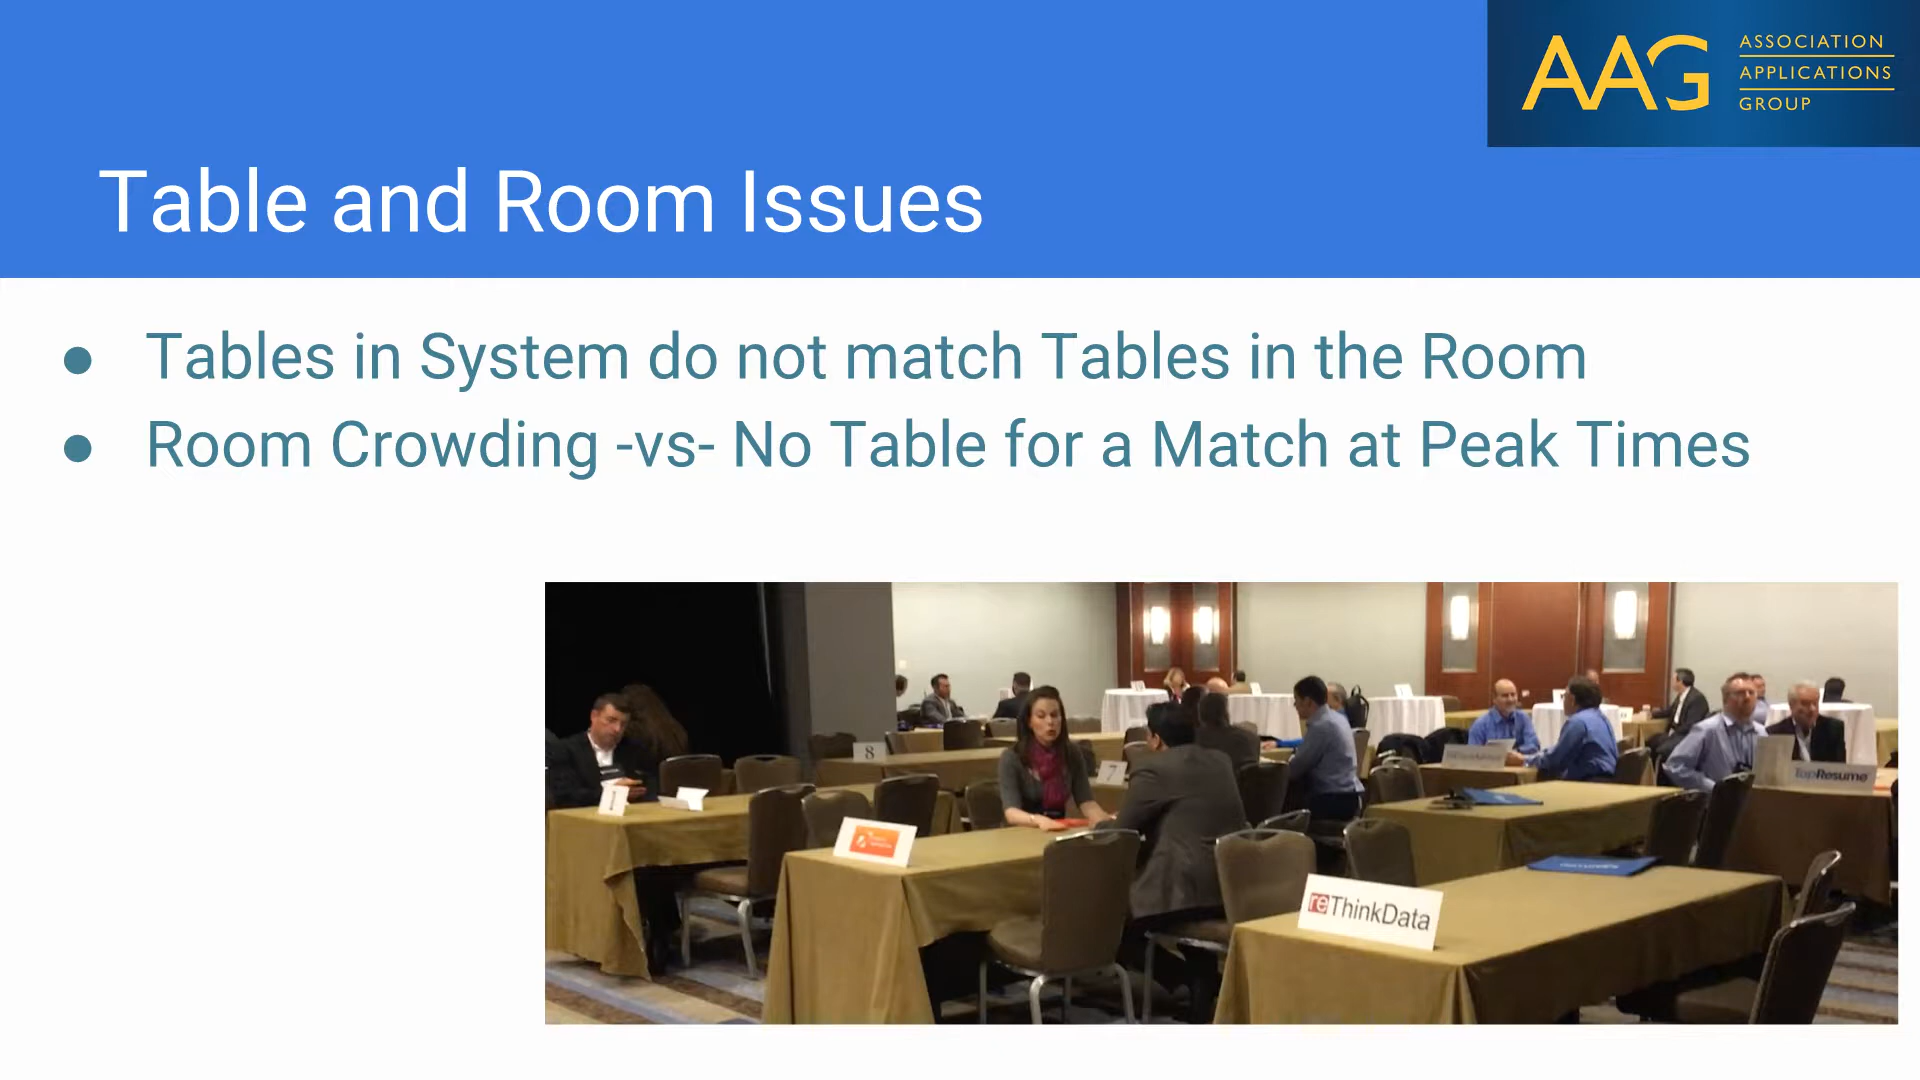 AAG
ASSOCIATION
APPLICATIONS
GROUP
Table and Room Issues
● Tables in System do not match Tables in the Room
● Room Crowding -vs- No Table for a Match at Peak Times
8
7
TopResume
reThinkData